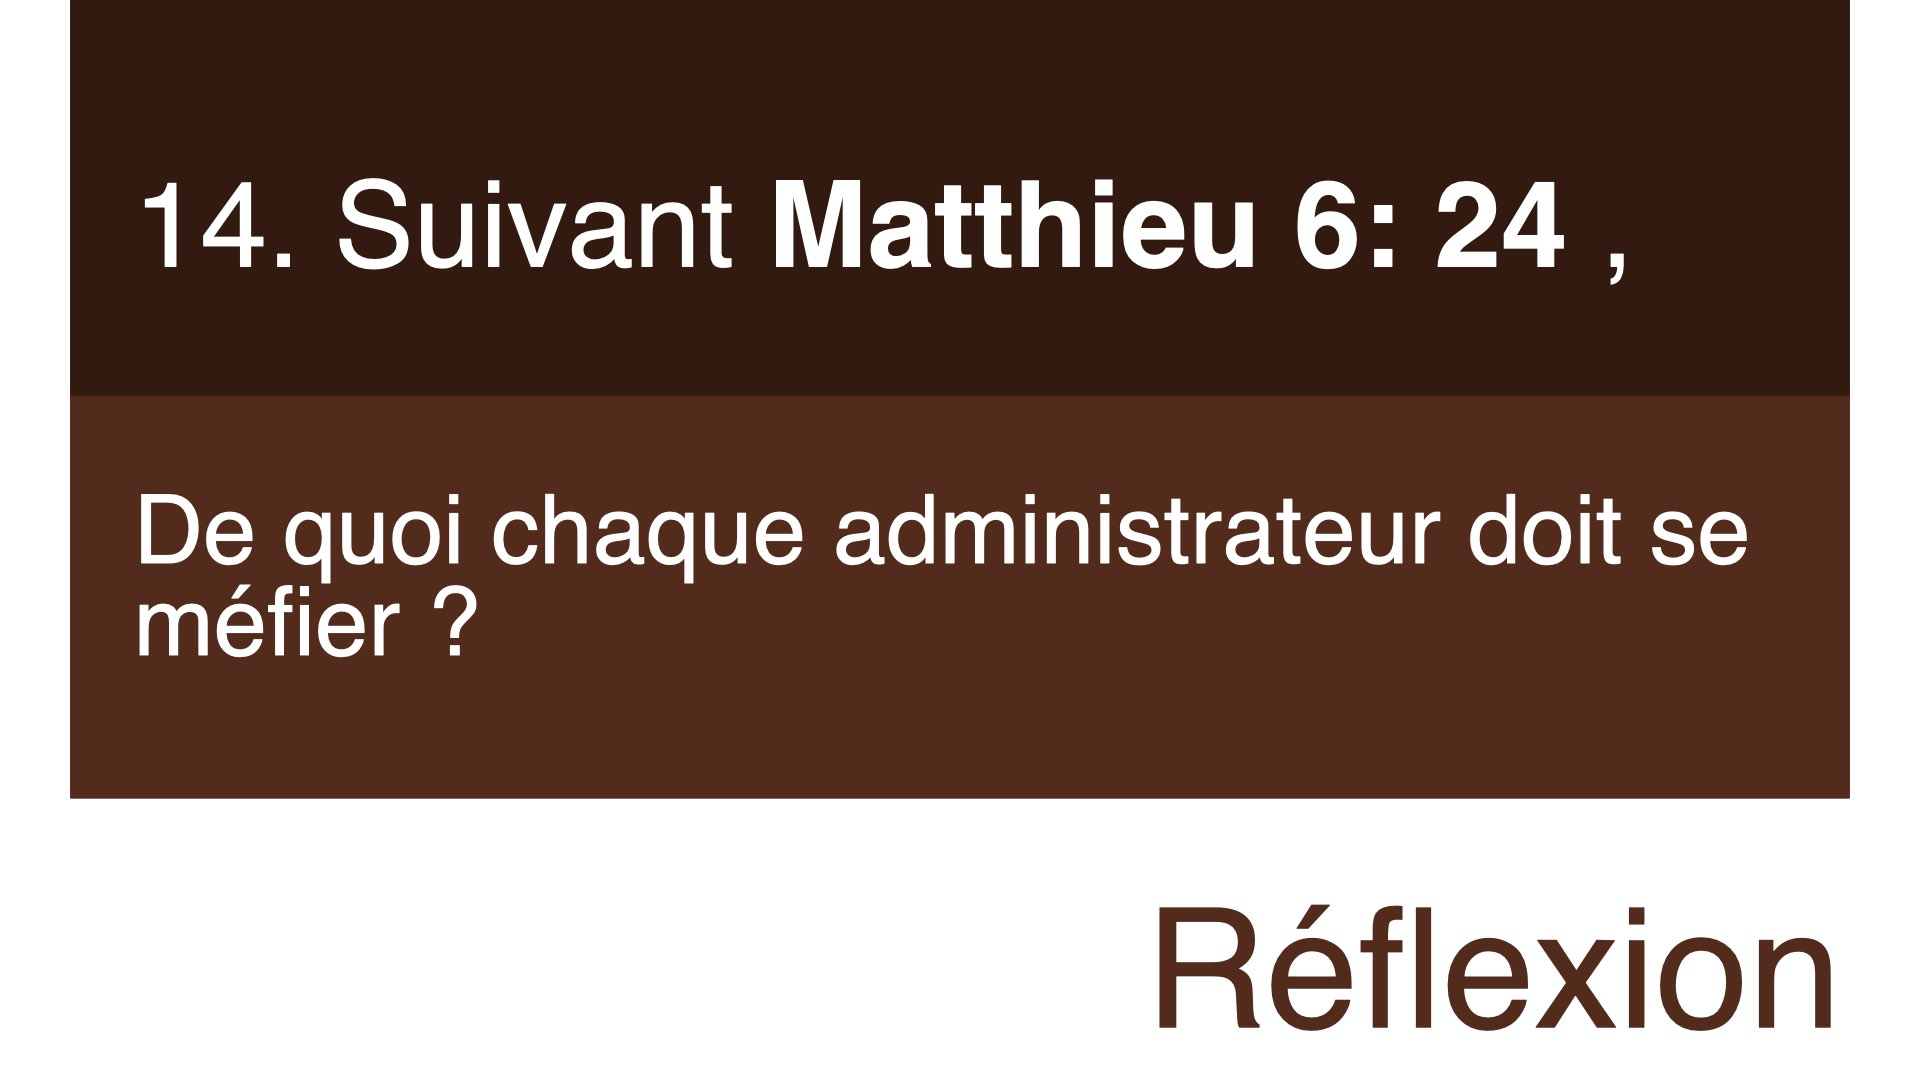 14. Suivant Matthieu 6: 24 ,
De quoi chaque administrateur doit se
méfier ?
Réflexion